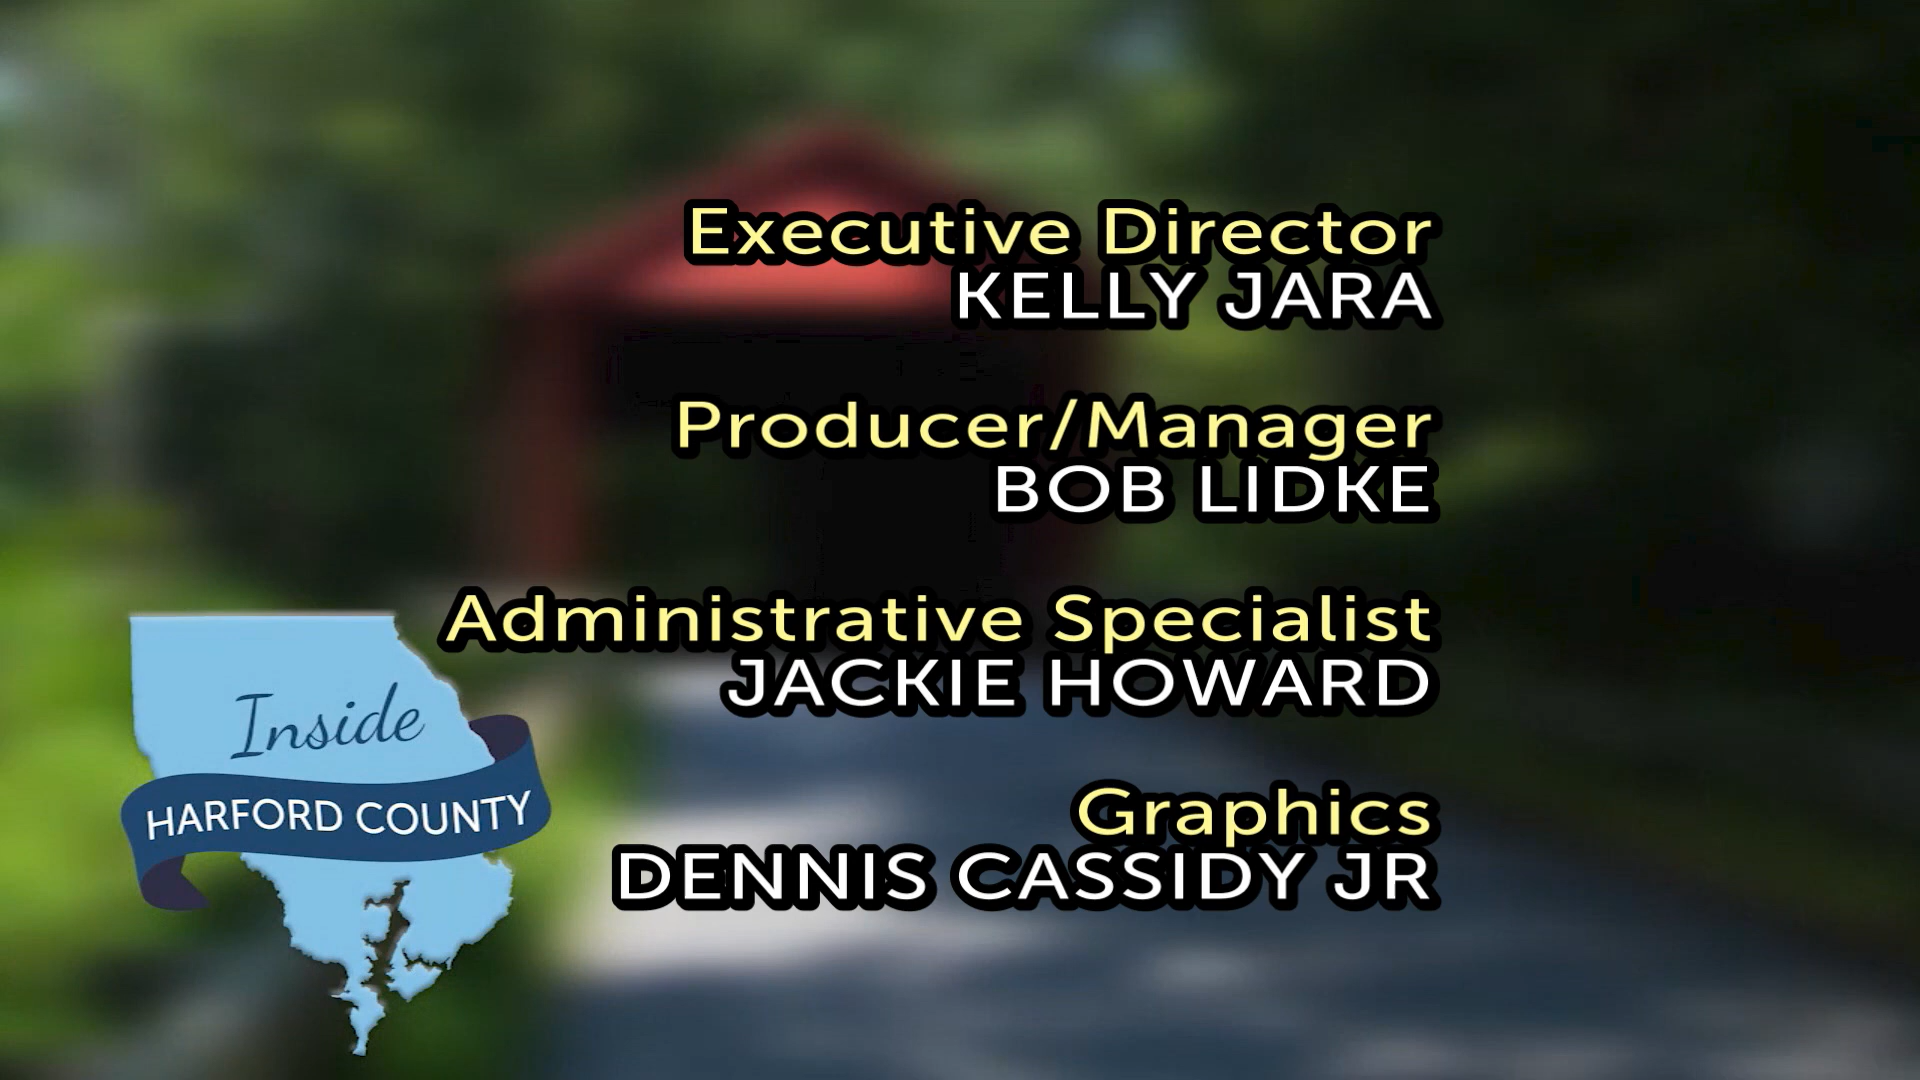 Executive Director
KELLY JARA
Producer/Manager
BOB LIDKE
Administrative Specialist
JACKIE HOWARD
Graphics
DENNIS CASSIDY JR
Inside
HARFORD COUNTY